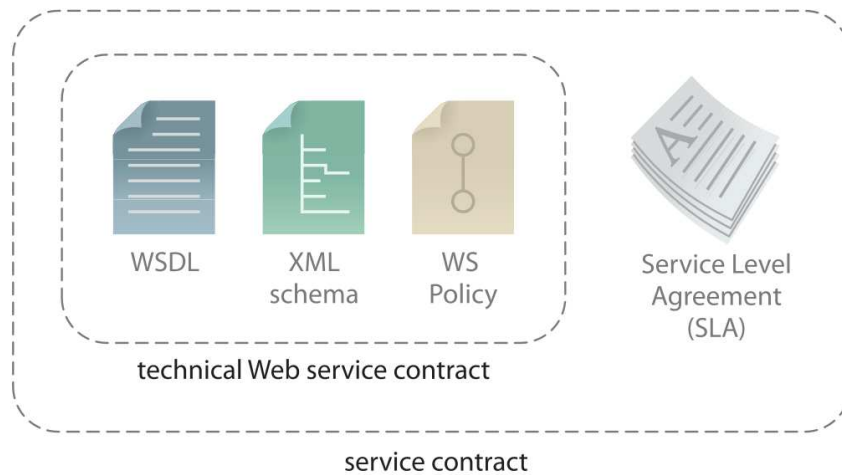 WSDL
XML
schema
WS
Policy
A
Service Level
Agreement
(SLA)
technical Web service contract
service contract